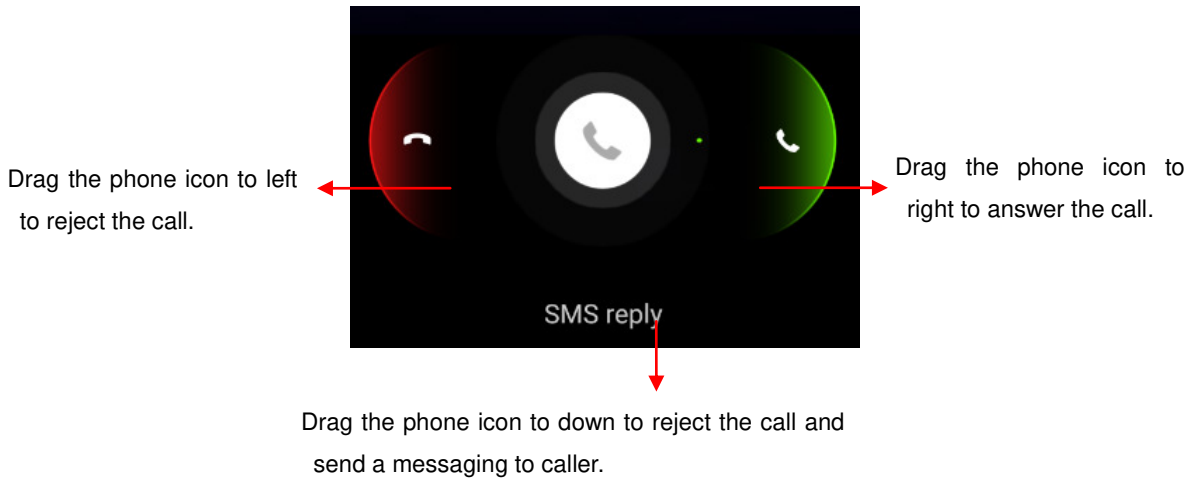 Drag the phone icon to left
to reject the call.
Drag the phone icon to
right to answer the call.
SMS reply
Drag the phone icon to down to reject the call and
send a messaging to caller.